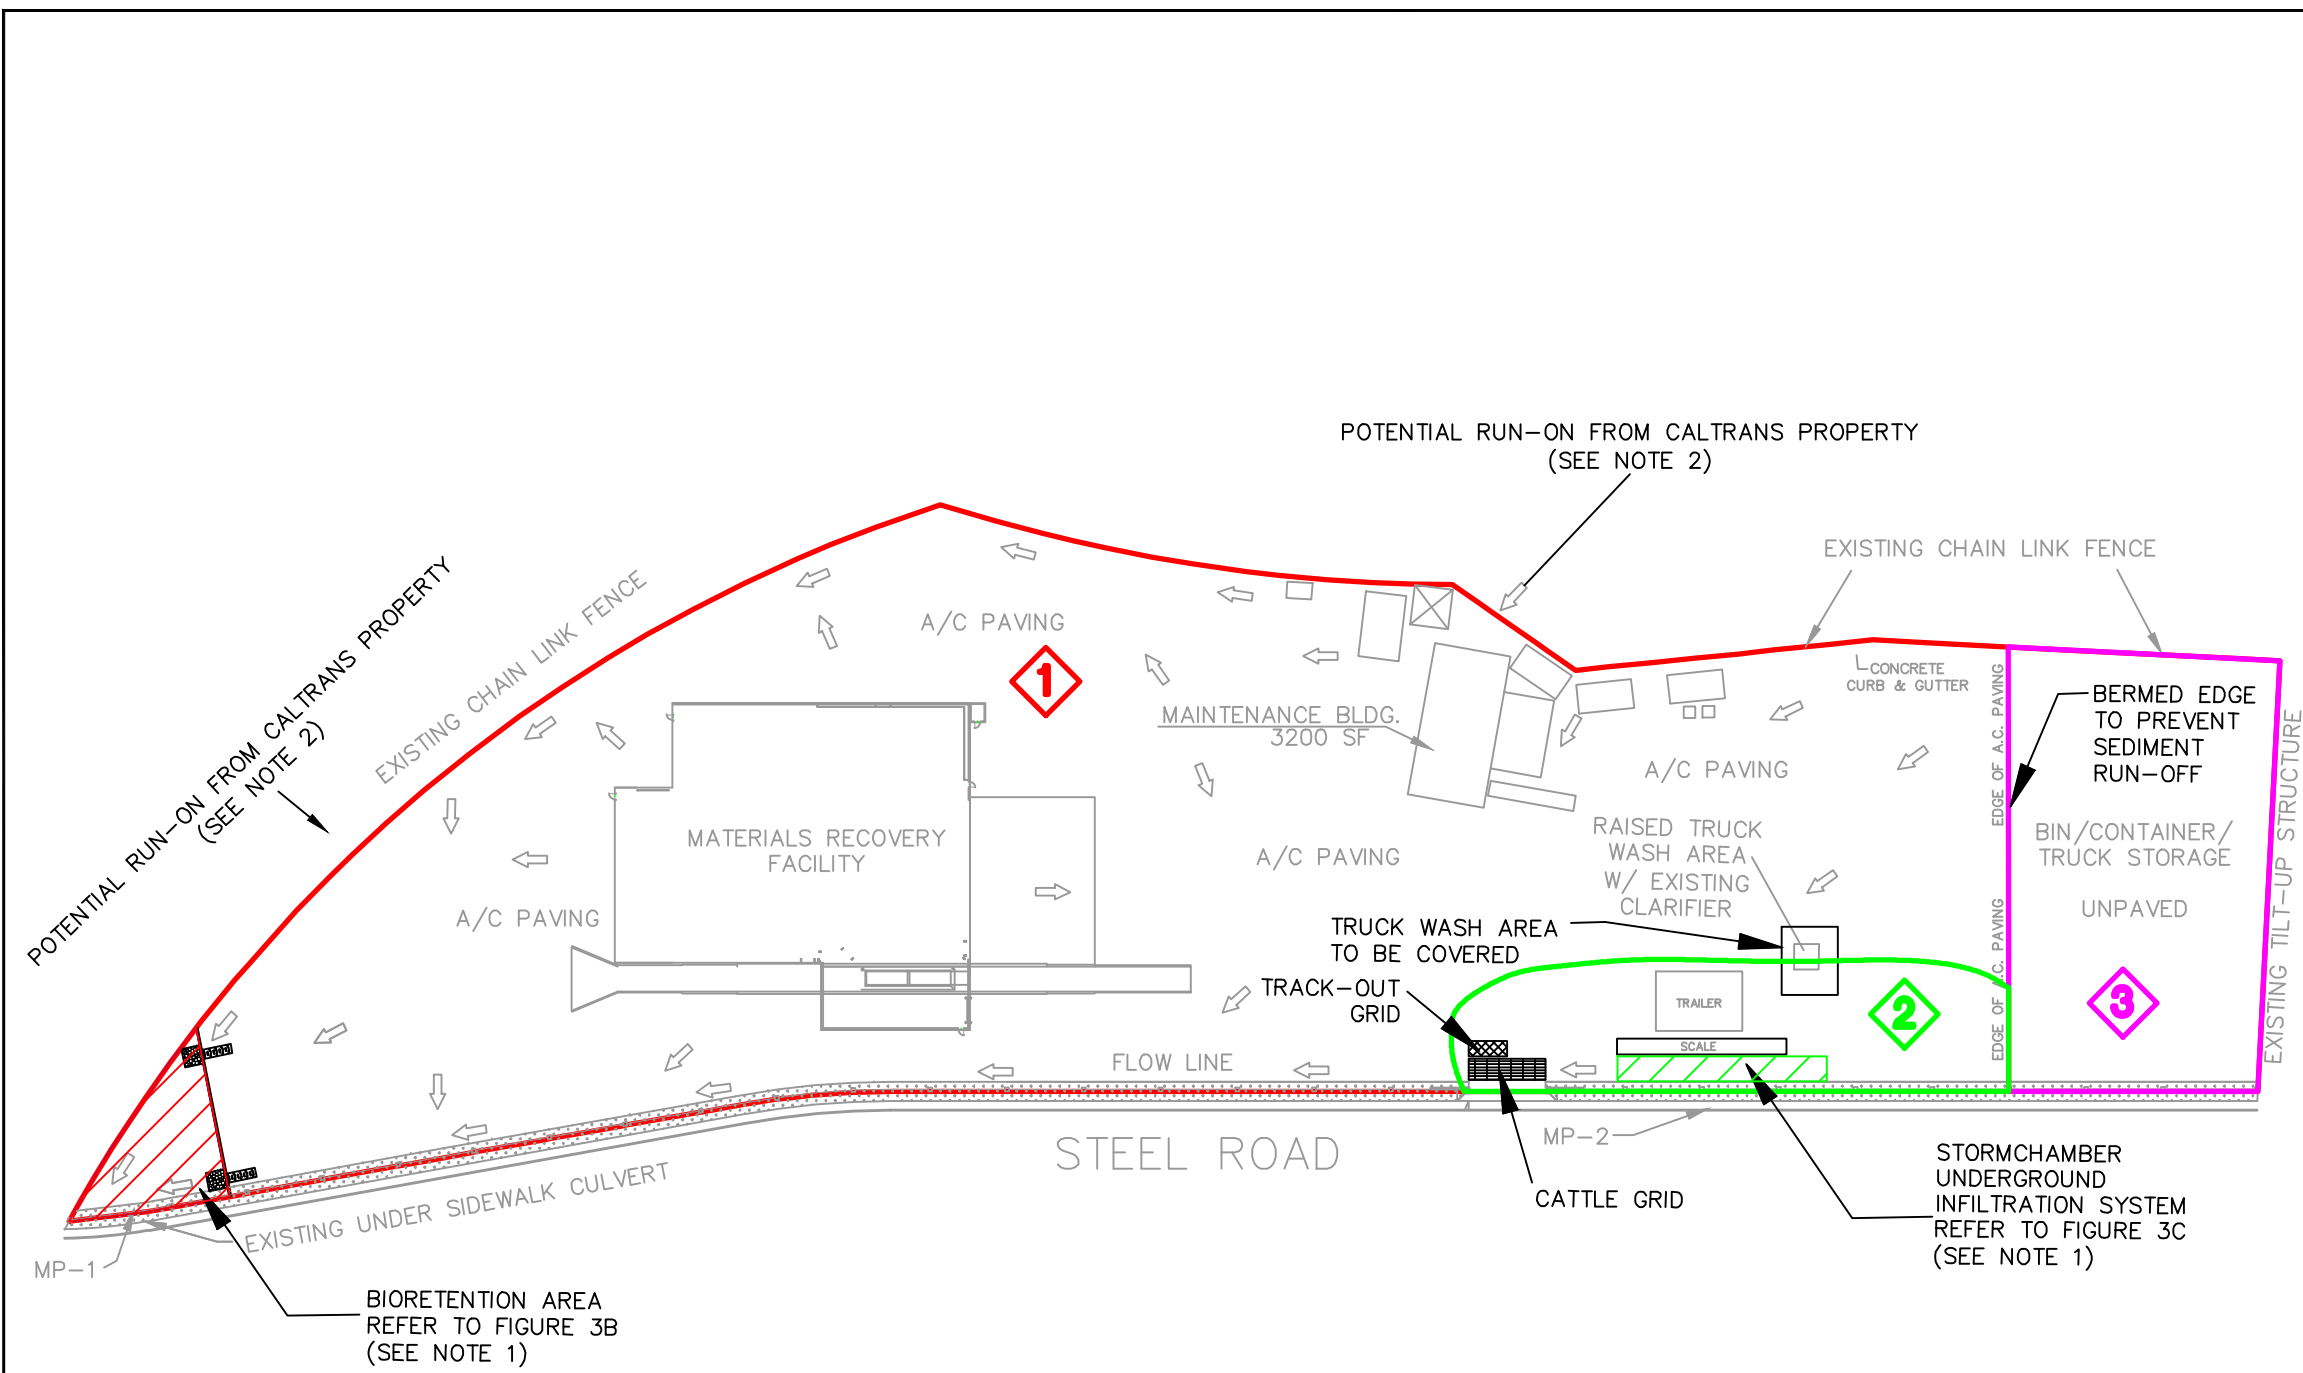 POTENTIAL RUN-ON FROM CALTRANS PROPERTY
(SEE NOTE 2)
EXISTING CHAIN LINK FENCE
POTENTIAL RUN-ON FROM CALTRANS PROPERTY
(SEE NOTE 2)
EXISTING CHAIN LINK FENCE
A/C PAVING
1
CONCRETE
CURB & GUTTER
EDGE OF A.C. PAVING
BERMED EDGE
TO PREVENT
SEDIMENT
RUN-OFF
MAINTENANCE BLDG.
3200 SF
A/C PAVING
EXISTING TILT-UP STRUCTURE
MATERIALS RECOVERY
FACILITY
A/C PAVING
RAISED TRUCK
WASH AREA
W/ EXISTING
CLARIFIER
BIN/CONTAINER/
TRUCK STORAGE
UNPAVED
A/C PAVING
TRUCK WASH AREA
TO BE COVERED
TRACK-OUT
GRID
EDGE OF A.C. PAVING
TRAILER
2
3
SCALE
FLOW LINE
STEEL ROAD
MP-2
CATTLE GRID
STORMCHAMBER
UNDERGROUND
INFILTRATION SYSTEM
REFER TO FIGURE 3C
(SEE NOTE 1)
EXISTING UNDER SIDEWALK CULVERT
MP-1
BIORETENTION AREA
REFER TO FIGURE 3B
(SEE NOTE 1)